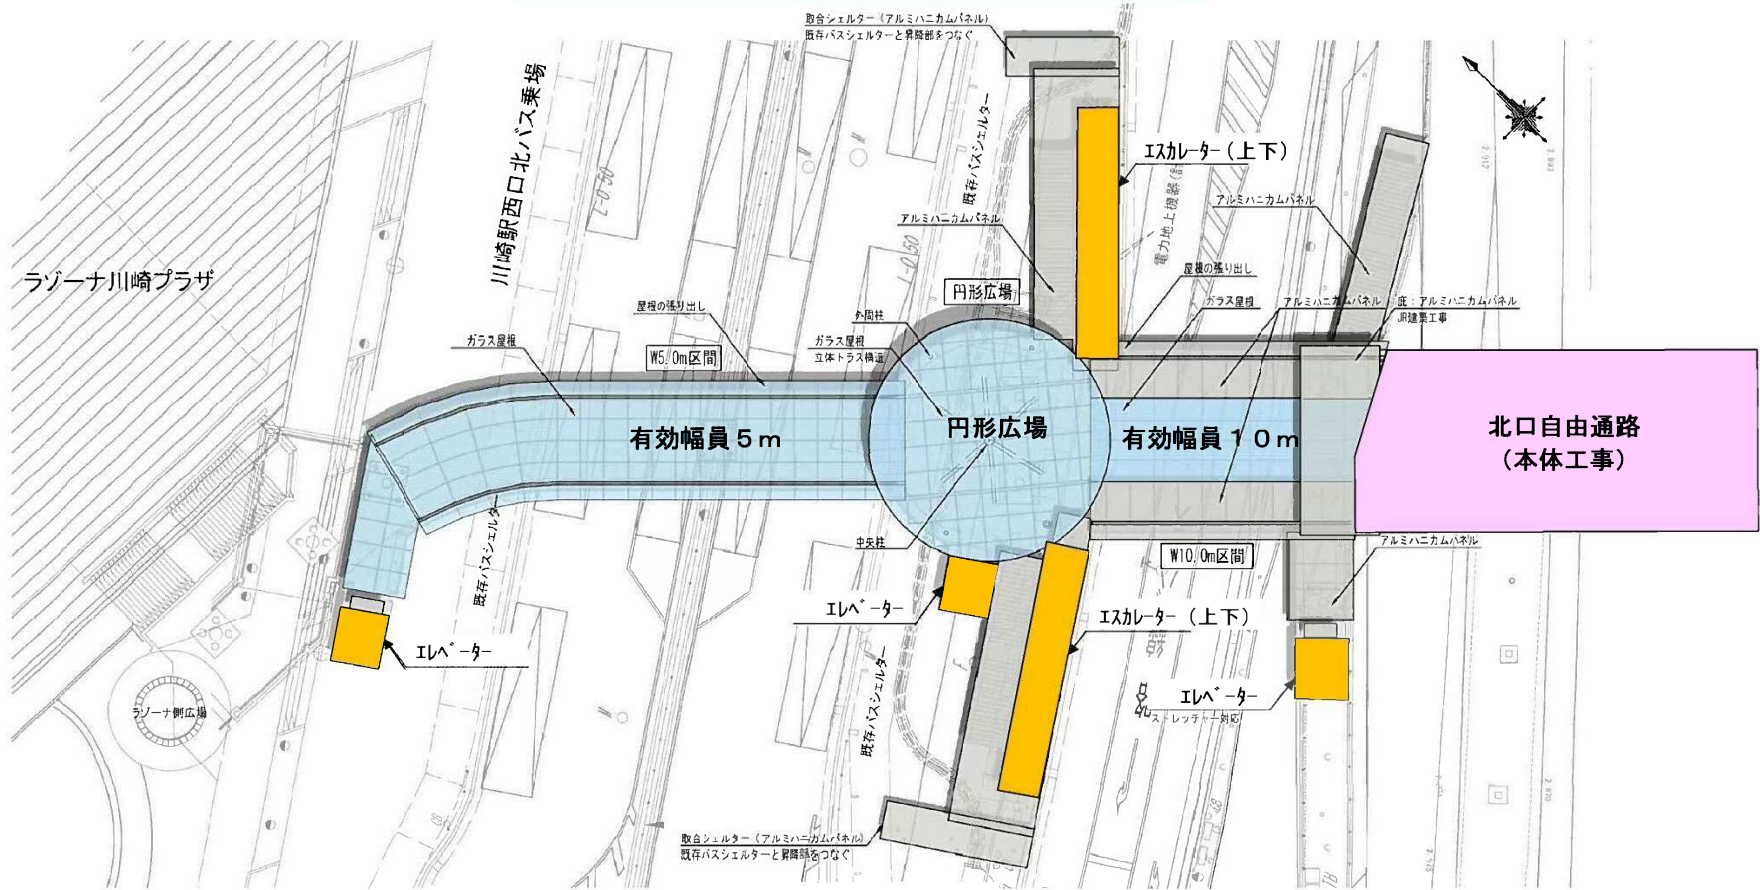 取合シェルター（アルミハニカムパネル）
既存バスシェルターと昇降部をつなぐ
川崎駅西口北バス乗場
L-0.50
既存バスシェルター
エスカレーター（上下）
アルミハニカムパネル
アルミハニカムパネル
電力地上機器
L-0.50
ラゾーナ川崎プラザ
円形広場
屋根の張り出し
屋根の張り出し
外周柱
ガラス屋根
アルミハニカムパネル
庇：アルミハニカムパネル
JR建築工事
ガラス屋根
ガラス屋根
立体トラス構造
W5.0m区間
有効幅員５ｍ
円形広場
有効幅員１０ｍ
北口自由通路
（本体工事）
中央柱
W10.0m区間
アルミハニカムパネル
既存バスシェルター
エレベーター
エスカレーター（上下）
エレベーター
エレベーター
ストレッチャー対応
既存バスシェルター
ラゾーナ側広場
取合シェルター（アルミハニカムパネル）
既存バスシェルターと昇降部をつなぐ